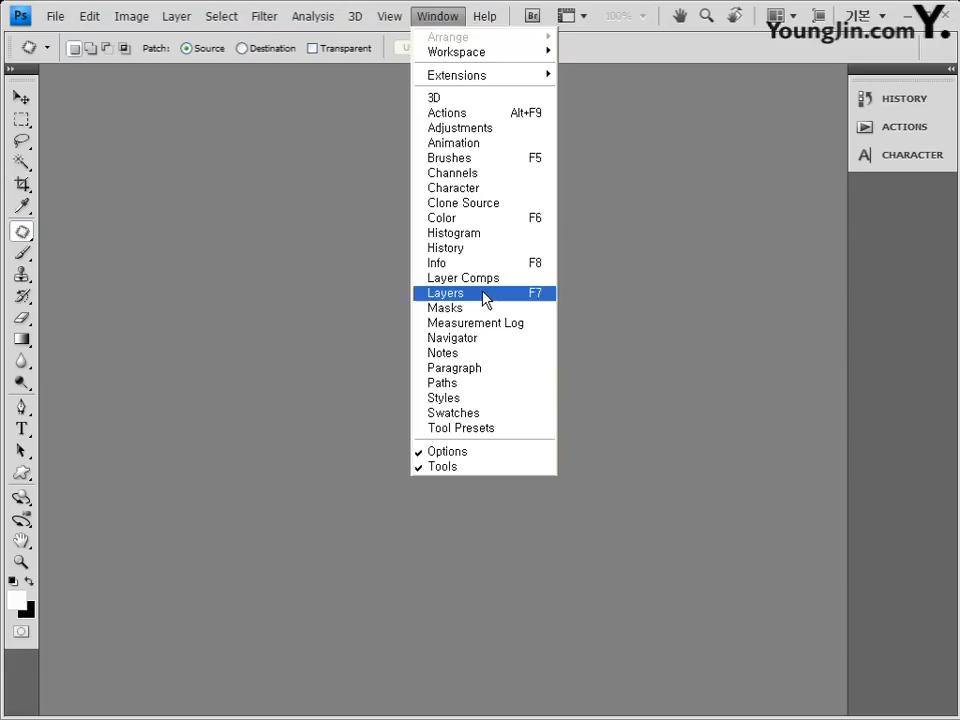 Ps File Edit Image Layer Select Filter Analysis 3D View Window Help Br 100% 기본
YoungJin.com Y.
Patch: Source Destination Transparent U
Arrange
Workspace
Extensions
3D
Actions Alt+F9
Adjustments
Animation
Brushes F5
Channels
Character
Clone Source
Color F6
Histogram
History
Info F8
Layer Comps
Layers F7
Masks
Measurement Log
Navigator
Notes
Paragraph
Paths
Styles
Swatches
Tool Presets
Options
Tools
HISTORY
ACTIONS
A CHARACTER
T